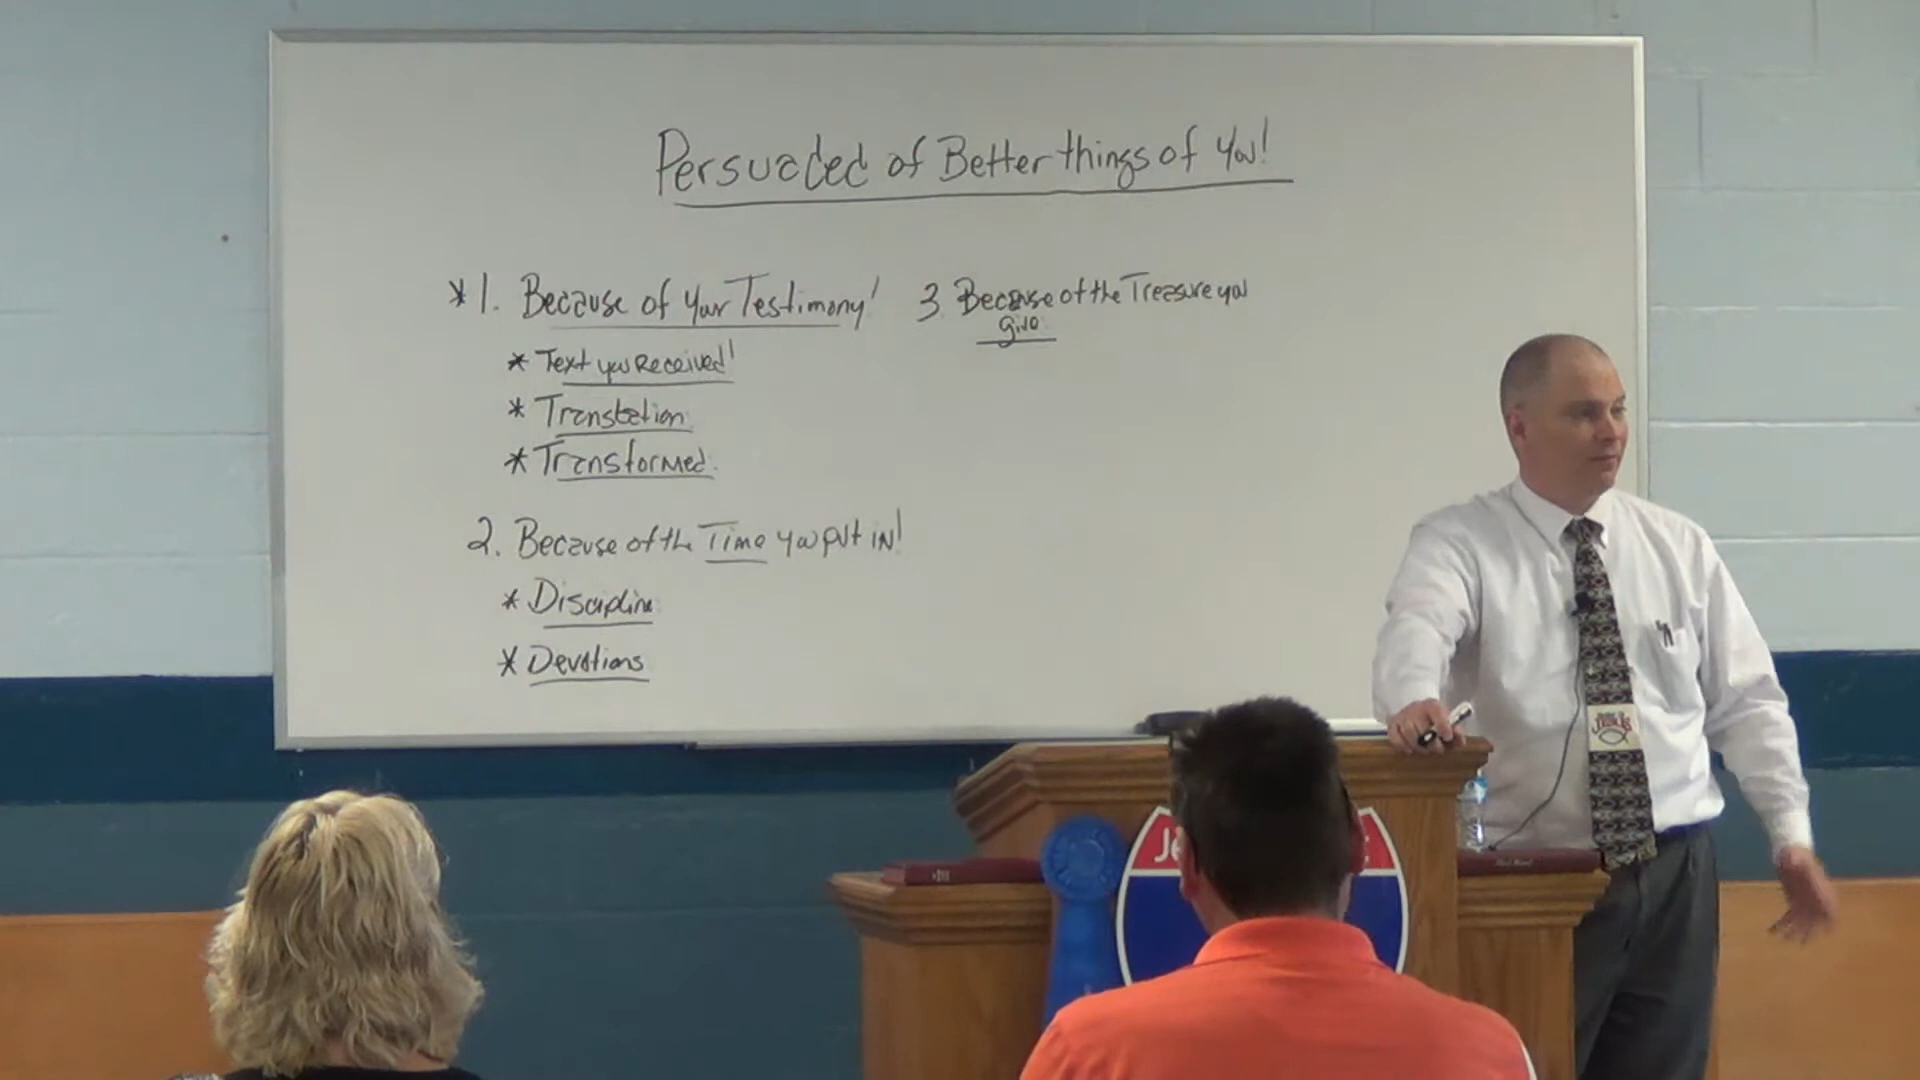 Persuaded of Better things of You!
*1. Because of Your Testimony!
* Text you Received!
* Translation
* Transformed.
2. Because of the Time you put in!
* Discipline
* Devotions
3 Because of the Treasure you
give
Jesus